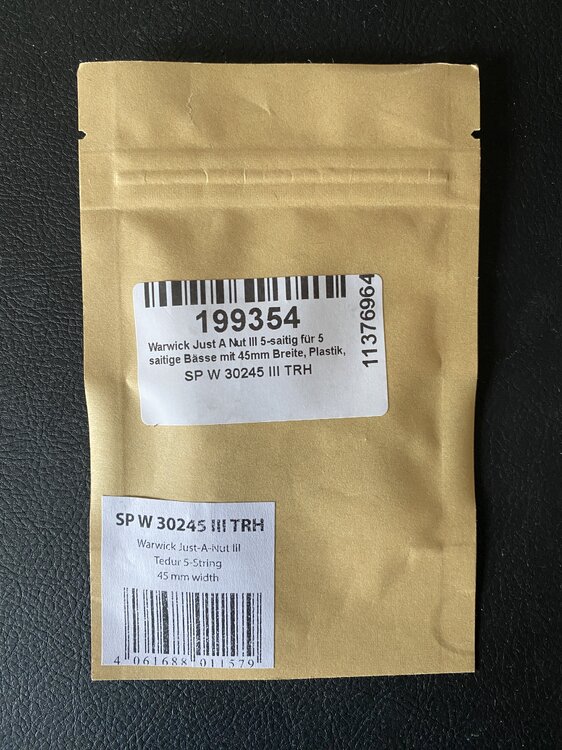 199354
Warwick Just A Nut III 5-saitig für 5
saitige Bässe mit 45mm Breite, Plastik,
SP W 30245 III TRH
11376964
SP W 30245 III TRH
Warwick Just-A-Nut III
Tedur 5-String
45 mm width
4 061688 011579